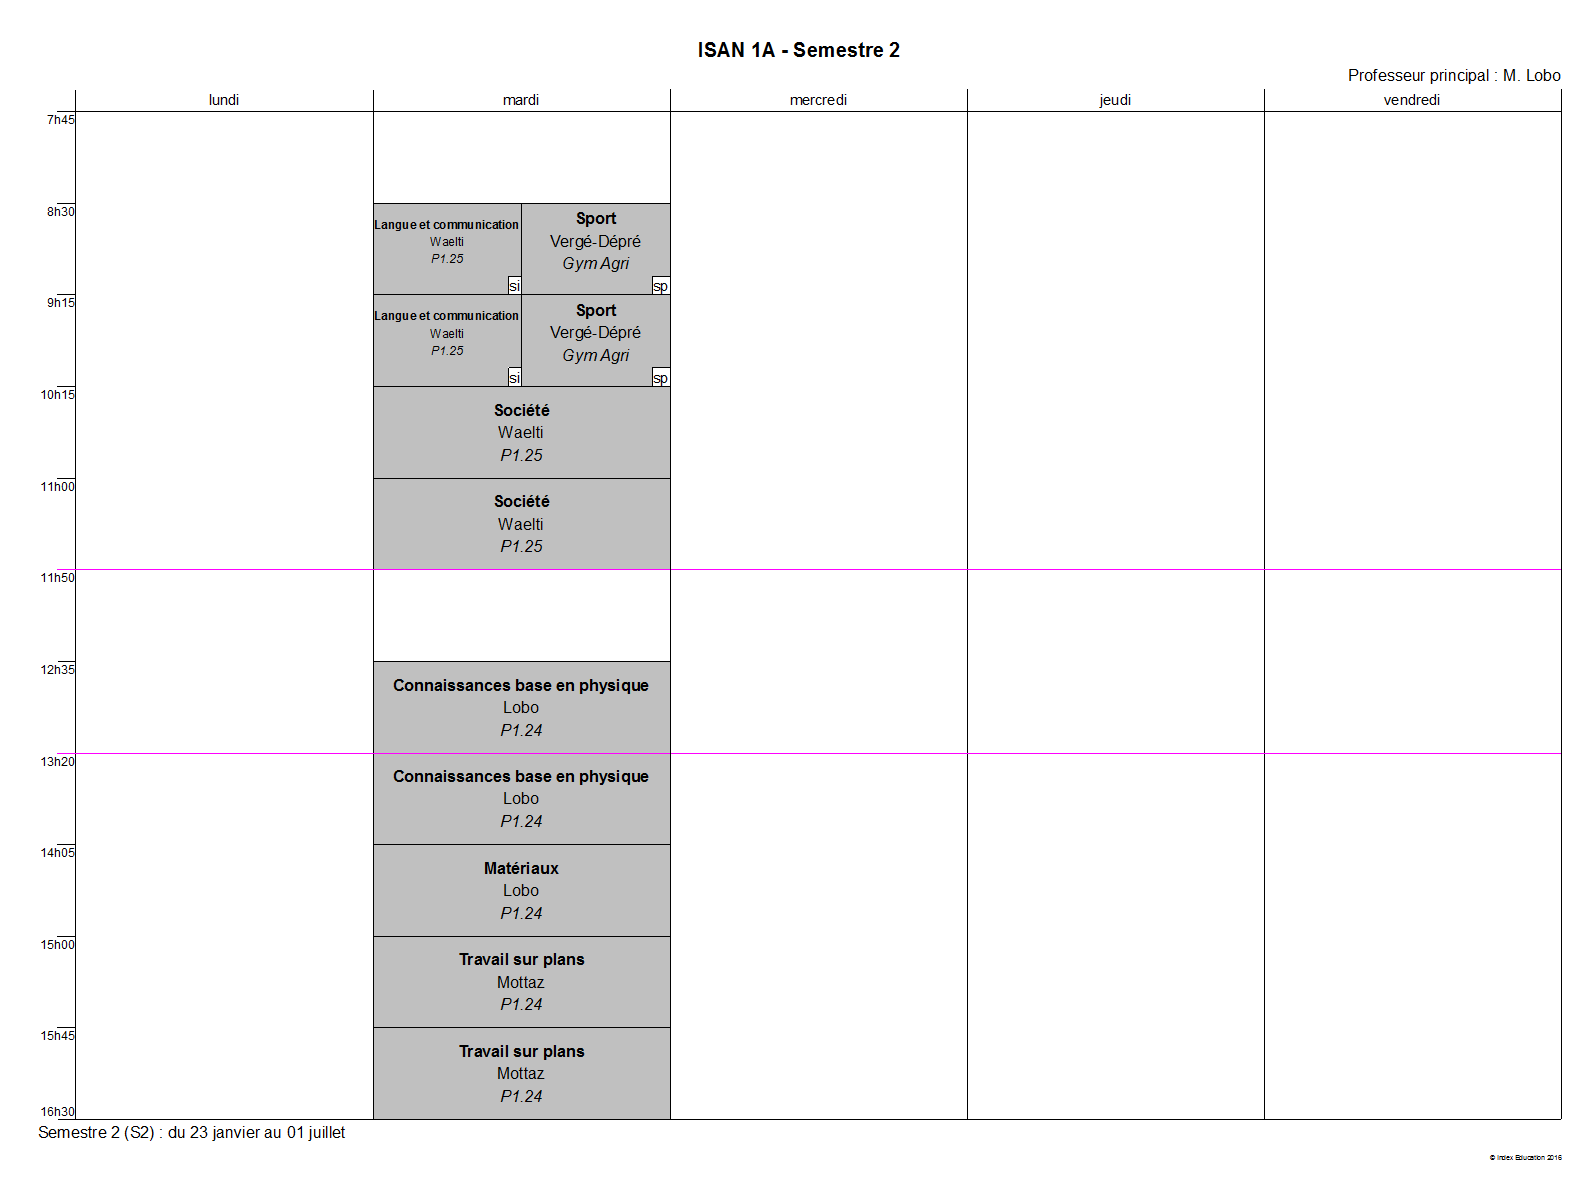 ISAN 1A - Semestre 2
Professeur principal : M. Lobo
lundi
mardi
mercredi
jeudi
vendredi
7h45
8h30
Langue et communication
Waelti
P1.25
si
Sport
Vergé-Dépré
Gym Agri
sp
9h15
Langue et communication
Waelti
P1.25
si
Sport
Vergé-Dépré
Gym Agri
sp
10h15
Société
Waelti
P1.25
11h00
Société
Waelti
P1.25
11h50
12h35
Connaissances base en physique
Lobo
P1.24
13h20
Connaissances base en physique
Lobo
P1.24
14h05
Matériaux
Lobo
P1.24
15h00
Travail sur plans
Mottaz
P1.24
15h45
Travail sur plans
Mottaz
P1.24
16h30
Semestre 2 (S2) : du 23 janvier au 01 juillet
© Index Education 2016